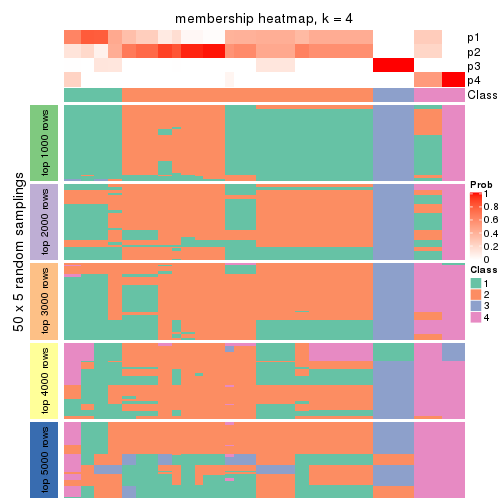 membership heatmap, k = 4
p1
p2
p3
p4
Class
50 x 5 random samplings
top 1000 rows
top 2000 rows
top 3000 rows
top 4000 rows
top 5000 rows
Prob
1
0.8
0.6
0.4
0.2
0
Class
1
2
3
4